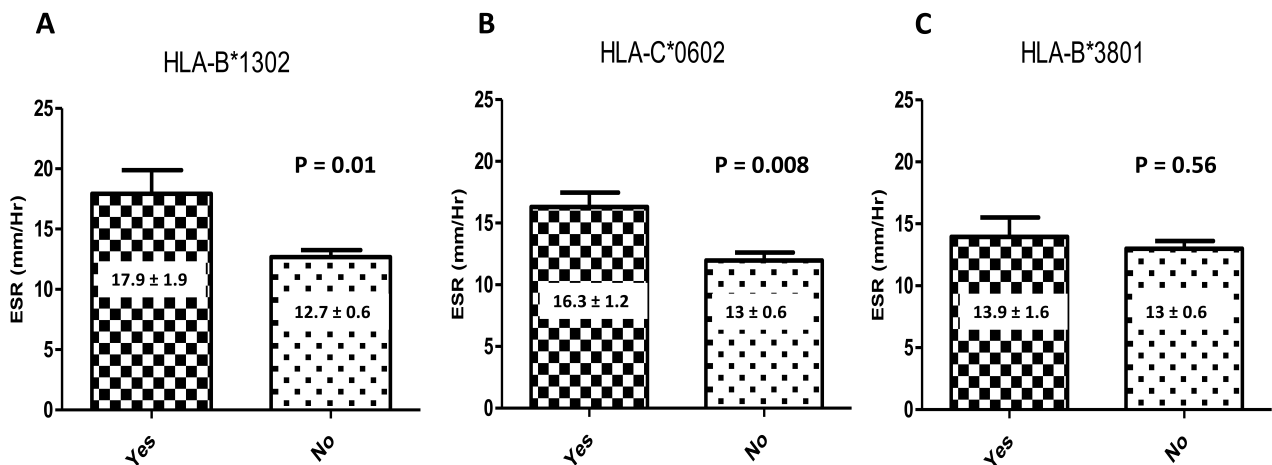 A
HLA-B*1302
25
20
15
10
5
0
ESR (mm/Hr)
P = 0.01
17.9 ± 1.9
12.7 ± 0.6
Yes
No
B
HLA-C*0602
25
20
15
10
5
0
ESR (mm/Hr)
P = 0.008
16.3 ± 1.2
13 ± 0.6
Yes
No
C
HLA-B*3801
25
20
15
10
5
0
ESR (mm/Hr)
P = 0.56
13.9 ± 1.6
13 ± 0.6
Yes
No